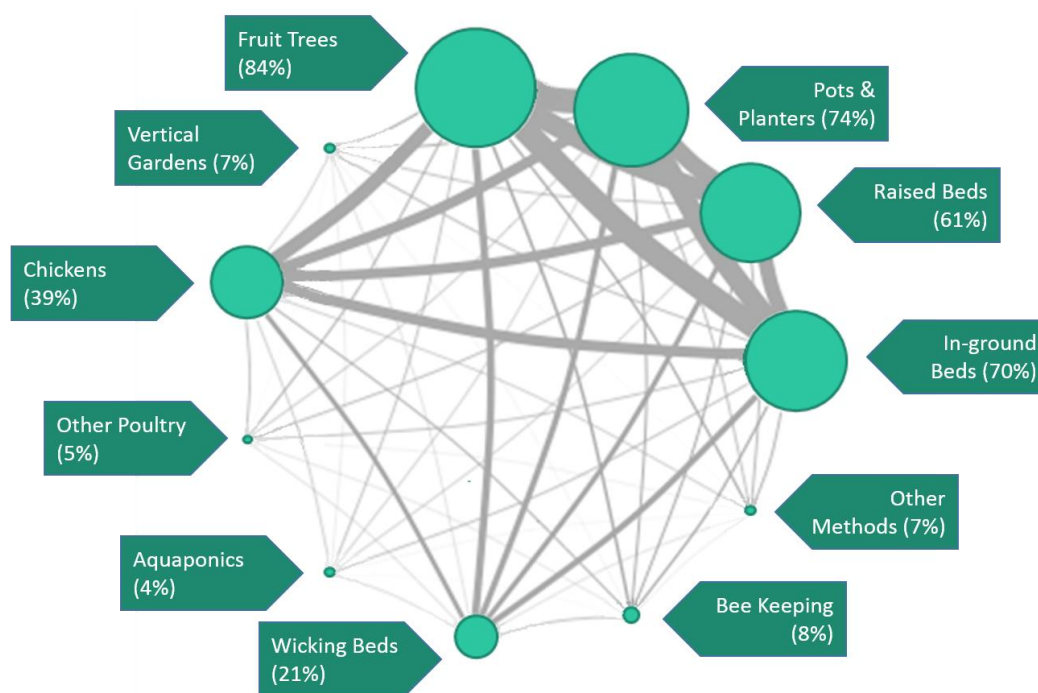 Fruit Trees
(84%)
Pots &
Planters (74%)
Vertical
Gardens (7%)
Raised Beds
(61%)
Chickens
(39%)
In-ground
Beds (70%)
Other Poultry
(5%)
Other
Methods (7%)
Aquaponics
(4%)
Bee Keeping
(8%)
Wicking Beds
(21%)